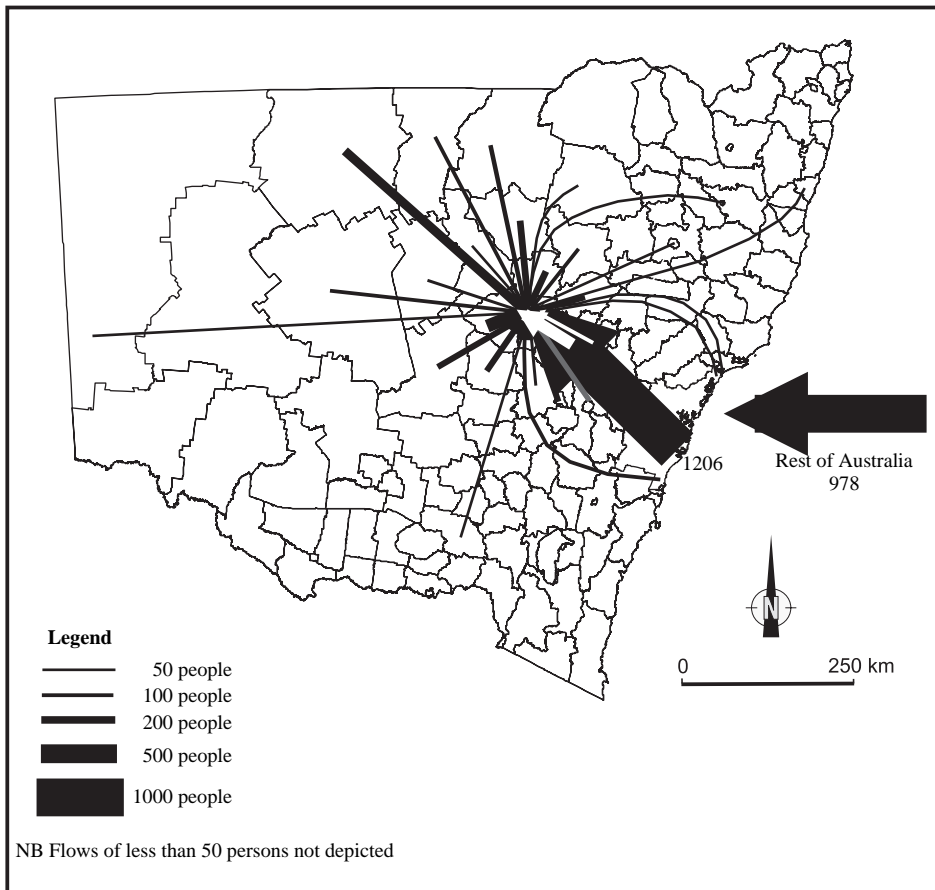 1206
Rest of Australia
978
N
Legend
50 people
100 people
200 people
500 people
1000 people
0 250 km
NB Flows of less than 50 persons not depicted